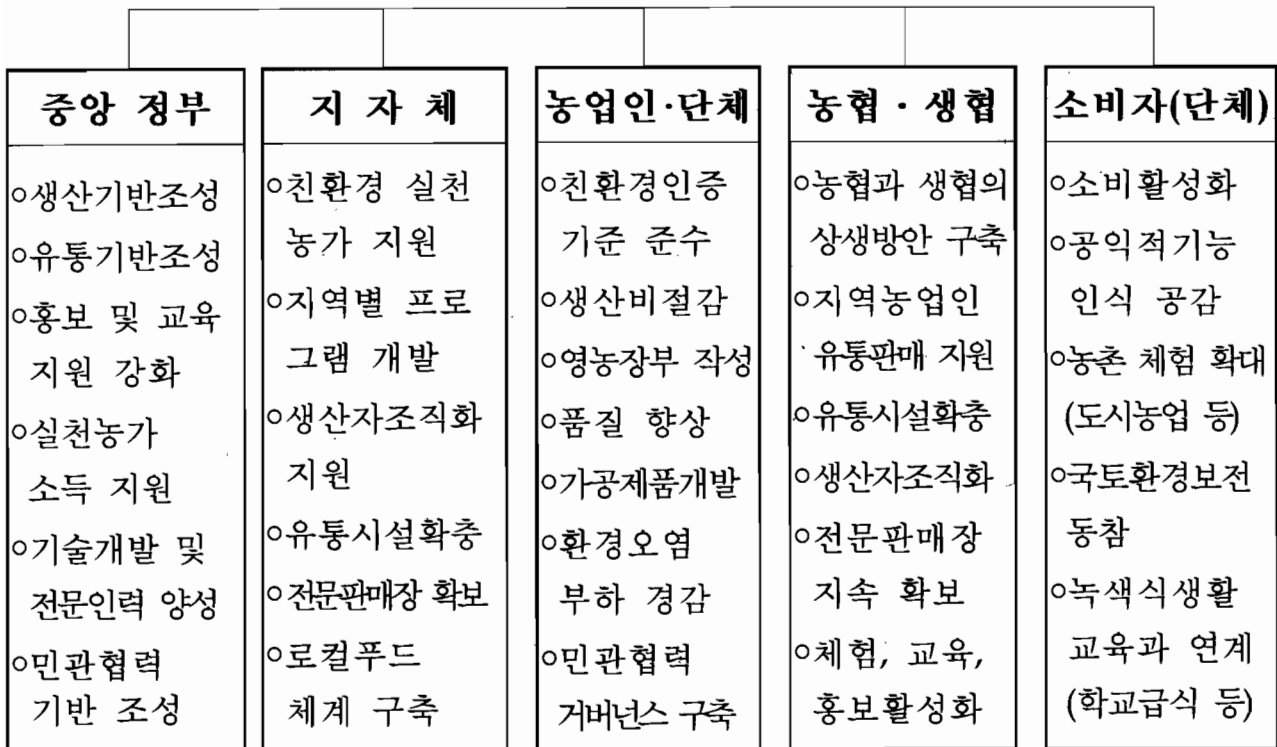 중앙 정부
○생산기반조성
○유통기반조성
○홍보 및 교육
지원 강화
○실천농가
소득 지원
○기술개발 및
전문인력 양성
○민관협력
기반 조성
지 자 체
○친환경 실천
농가 지원
○지역별 프로
그램 개발
○생산자조직화
지원
○유통시설확충
○전문판매장 확보
○로컬푸드
체계 구축
농업인·단체
○친환경인증
기준 준수
○생산비절감
○영농장부 작성
○품질 향상
○가공제품개발
○환경오염
부하 경감
○민관협력
거버넌스 구축
농협·생협
○농협과 생협의
상생방안 구축
○지역농업인
유통판매 지원
○유통시설확충
○생산자조직화
○전문판매장
지속 확보
○체험, 교육,
홍보활성화
소비자(단체)
○소비활성화
○공익적기능
인식 공감
○농촌 체험 확대
(도시농업 등)
○국토환경보전
동참
○녹색식생활
교육과 연계
(학교급식 등)